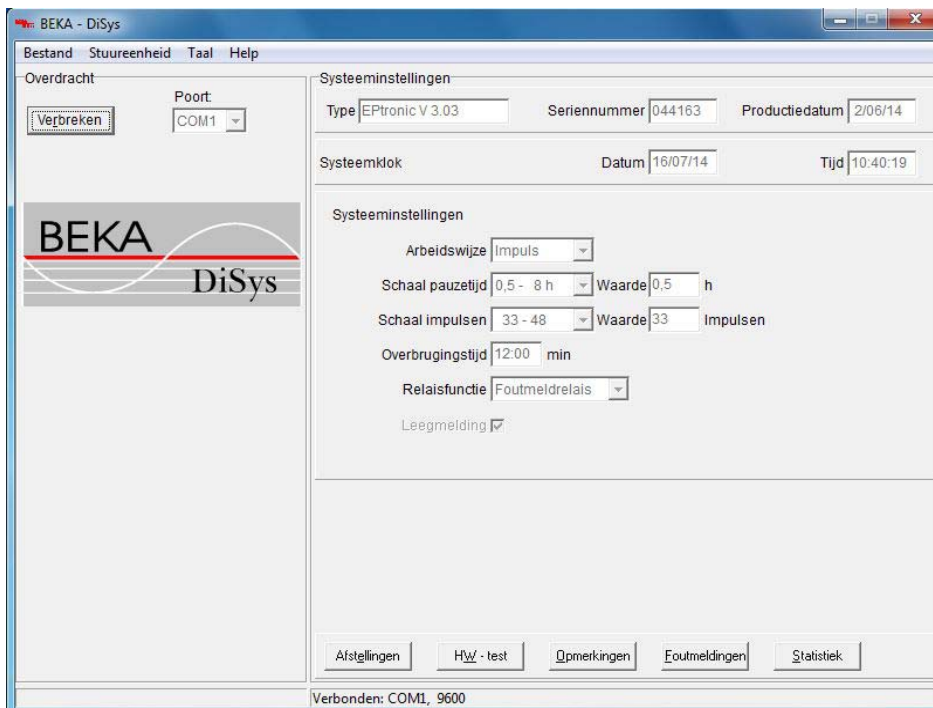 BEKA - DiSys
Bestand Stuureenheid Taal Help
Overdracht
Verbreken
Poort:
COM1
BEKA
DiSys
Systeeminstellingen
Type EPtronic V 3.03 Seriennummer 044163 Productiedatum 2/06/14
Systeemklok Datum 16/07/14 Tijd 10:40:19
Systeeminstellingen
Arbeidswijze Impuls
Schaal pauzetijd 0,5 - 8 h Waarde 0,5 h
Schaal impulsen 33 - 48 Waarde 33 Impulsen
Overbrugingstijd 12:00 min
Relaisfunctie Foutmeldrelais
Leegmelding
Afstellingen HW - test Opmerkingen Foutmeldingen Statistiek
Verbonden: COM1, 9600